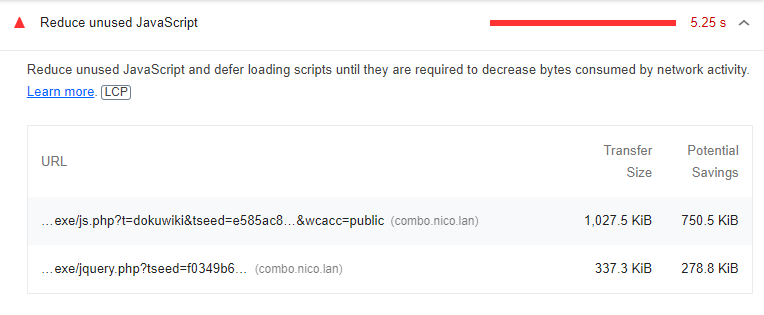 Reduce unused JavaScript 5.25 s
Reduce unused JavaScript and defer loading scripts until they are required to decrease bytes consumed by network activity.
Learn more. LCP
URL Transfer Size Potential Savings
…exe/js.php?t=dokuwiki&tseed=e585ac8…&wcacc=public (combo.nico.lan) 1,027.5 KiB 750.5 KiB
…exe/jquery.php?tseed=f0349b6… (combo.nico.lan) 337.3 KiB 278.8 KiB